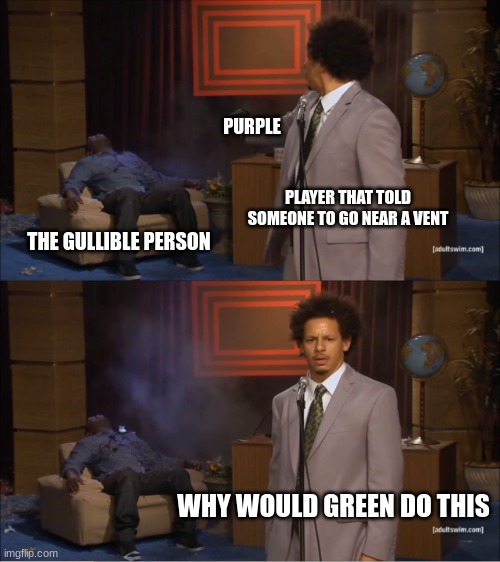 PURPLE
PLAYER THAT TOLD
SOMEONE TO GO NEAR A VENT
THE GULLIBLE PERSON
[adultswim.com]
WHY WOULD GREEN DO THIS
[adultswim.com]
imgflip.com